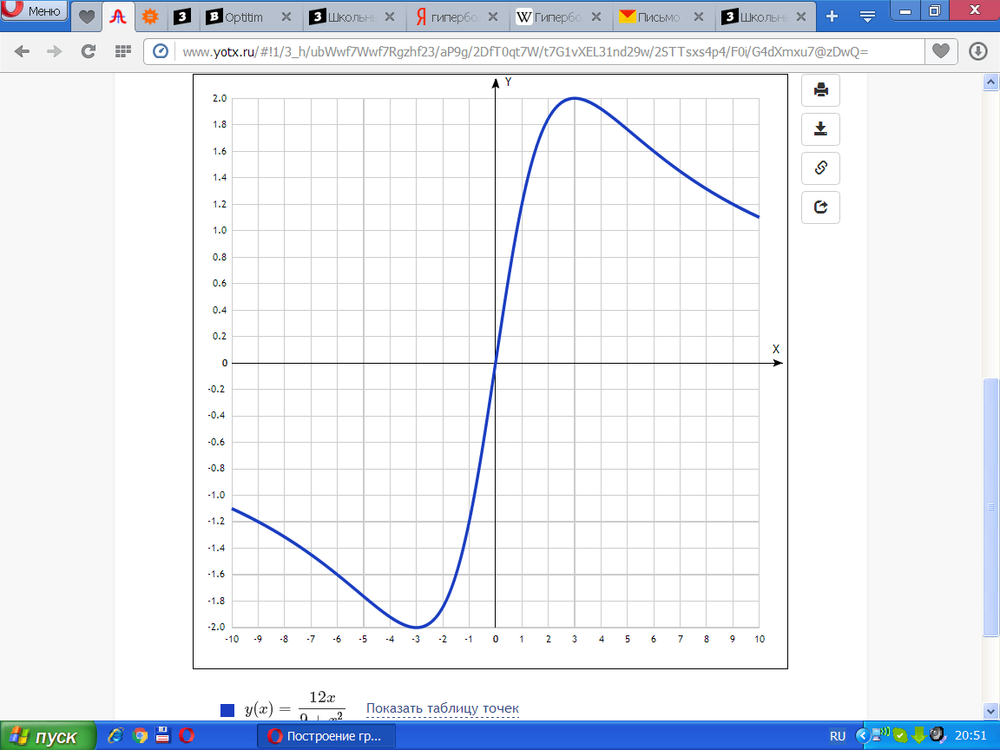 Меню
З
B Optitim
З Школьнь
Я гипербо
W Гипербо
Письмо
З Школьнь
www.yotx.ru/#!1/3_h/ubWwf7Wwf7Rgzhf23/aP9g/2DfT0qt7W/t7G1vXEL31nd29w/2STTsxs4p4/F0i/G4dXmxu7@zDwQ=
Y
2.0
1.8
1.6
1.4
1.2
1.0
0.8
0.6
0.4
0.2
X
0
-0.2
-0.4
-0.6
-0.8
-1.0
-1.2
-1.4
-1.6
-1.8
-2.0
-10 -9 -8 -7 -6 -5 -4 -3 -2 -1 0 1 2 3 4 5 6 7 8 9 10
y(x) = 12x / 9 + x² Показать таблицу точек
пуск
Построение гр...
RU
20:51